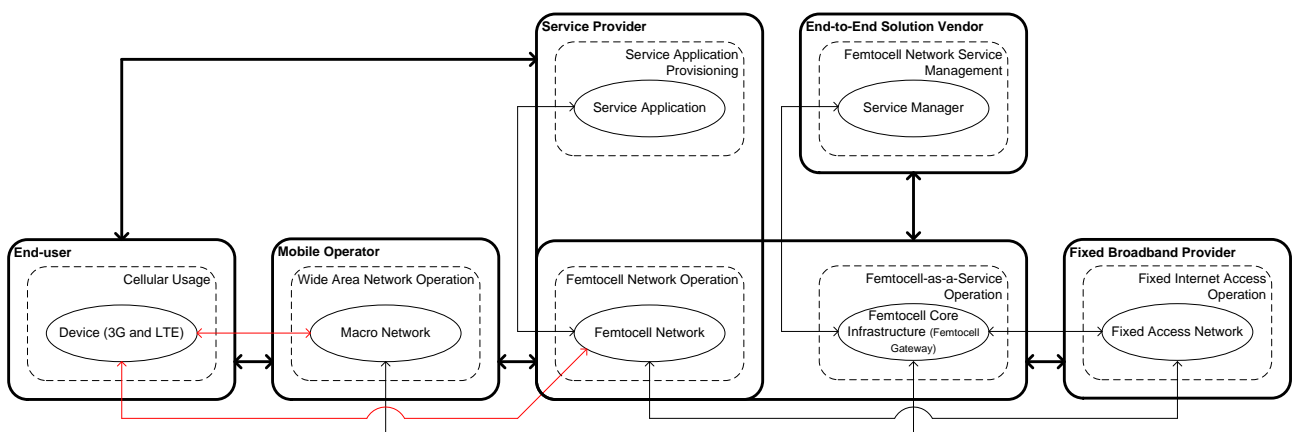 Service Provider
Service Application
Provisioning
Service Application
End-to-End Solution Vendor
Femtocell Network Service
Management
Service Manager
End-user
Cellular Usage
Device (3G and LTE)
Mobile Operator
Wide Area Network Operation
Macro Network
Femtocell Network Operation
Femtocell Network
Femtocell-as-a-Service
Operation
Femtocell Core
Infrastructure (Femtocell
Gateway)
Fixed Broadband Provider
Fixed Internet Access
Operation
Fixed Access Network